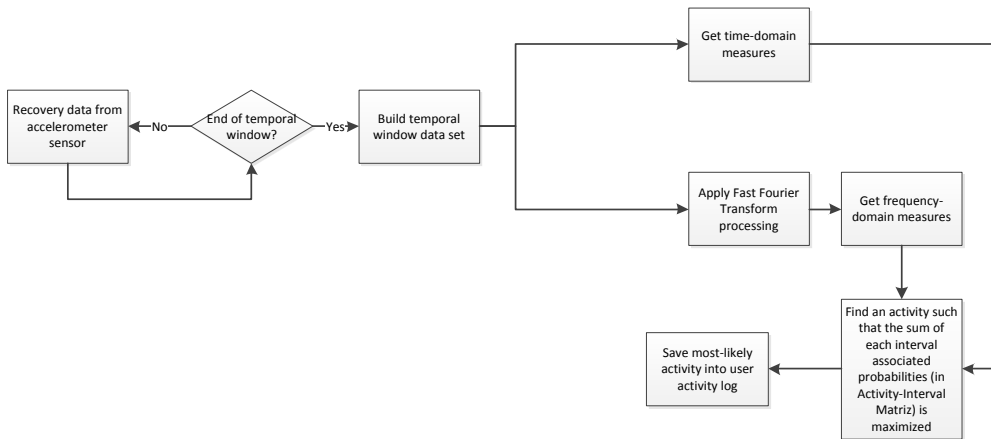 Get time-domain
measures
Recovery data from
accelerometer
sensor
No
End of temporal
window?
Yes
Build temporal
window data set
Apply Fast Fourier
Transform
processing
Get frequency-
domain measures
Find an activity such
that the sum of
each interval
associated
probabilities (in
Activity-Interval
Matriz) is
maximized
Save most-likely
activity into user
activity log